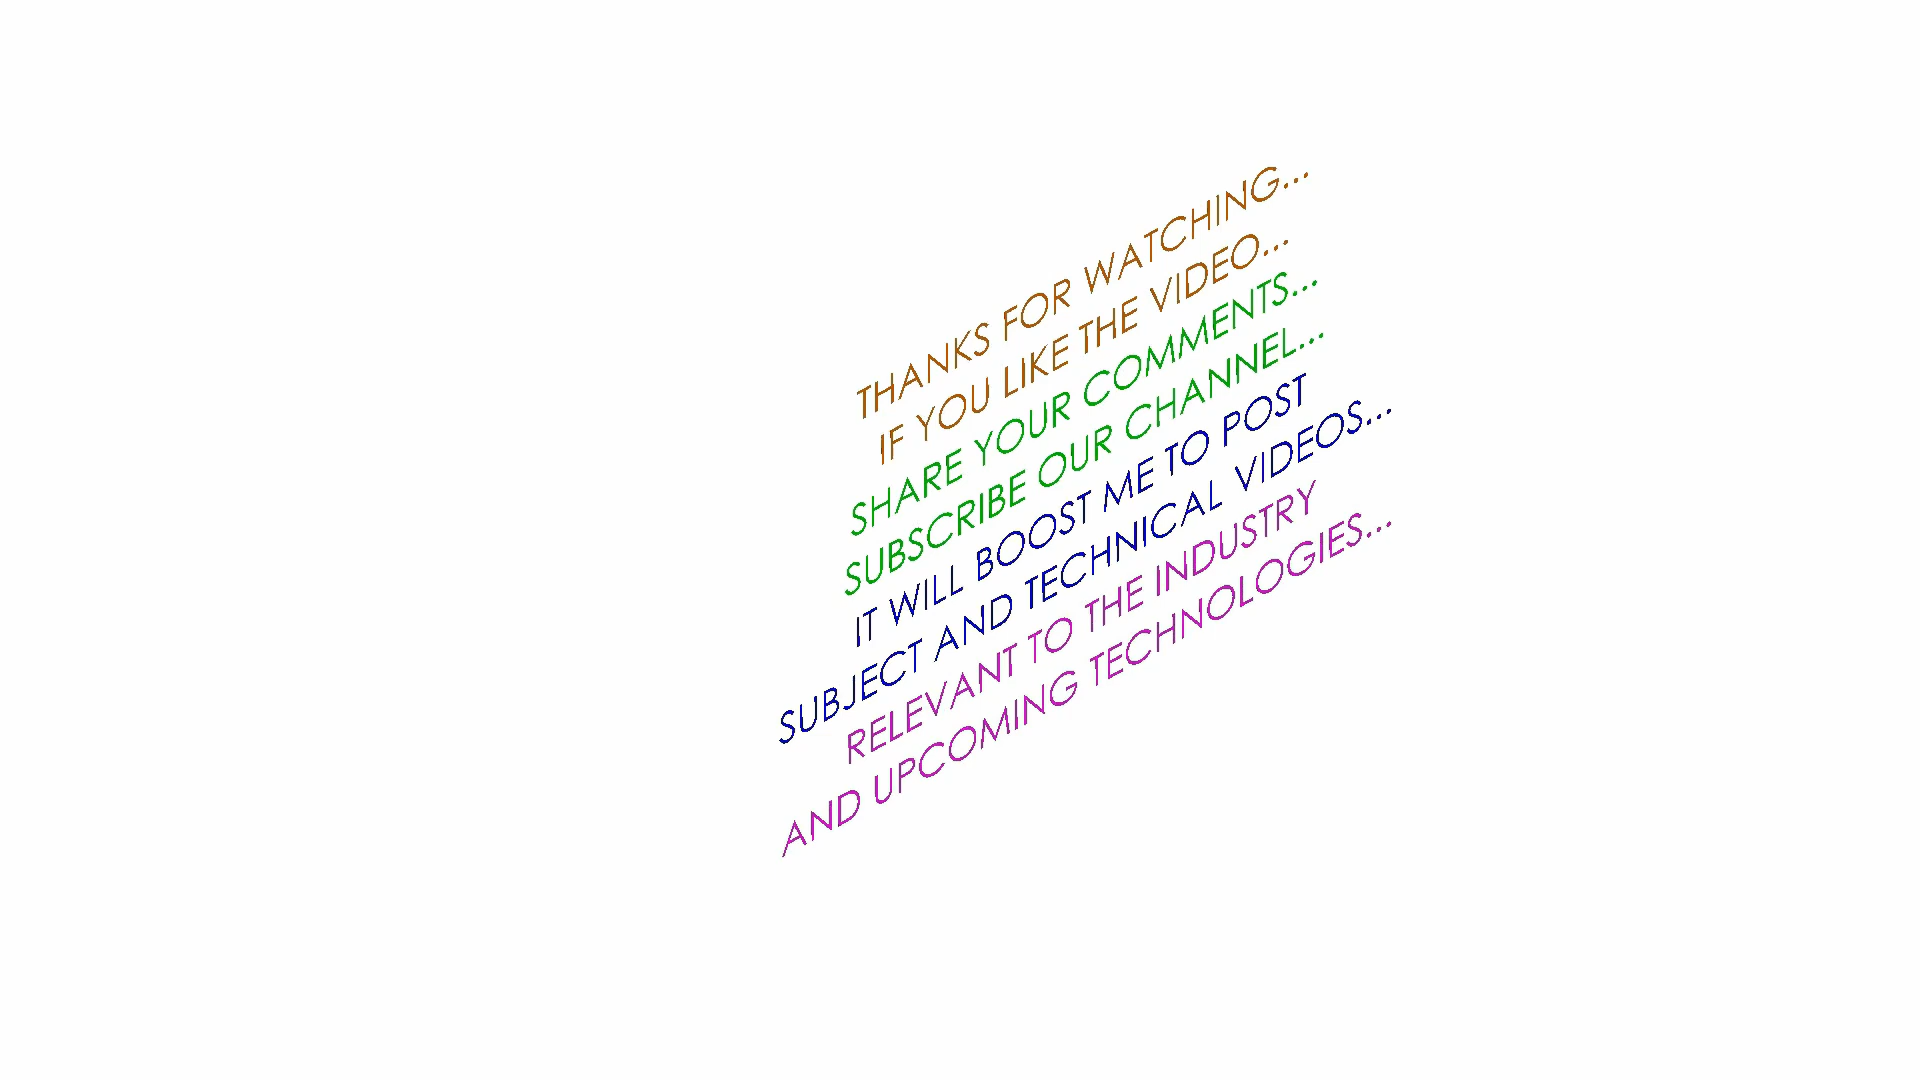 THANKS FOR WATCHING...
IF YOU LIKE THE VIDEO...
SHARE YOUR COMMENTS...
SUBSCRIBE OUR CHANNEL...
IT WILL BOOST ME TO POST
SUBJECT AND TECHNICAL VIDEOS...
RELEVANT TO THE INDUSTRY
AND UPCOMING TECHNOLOGIES...